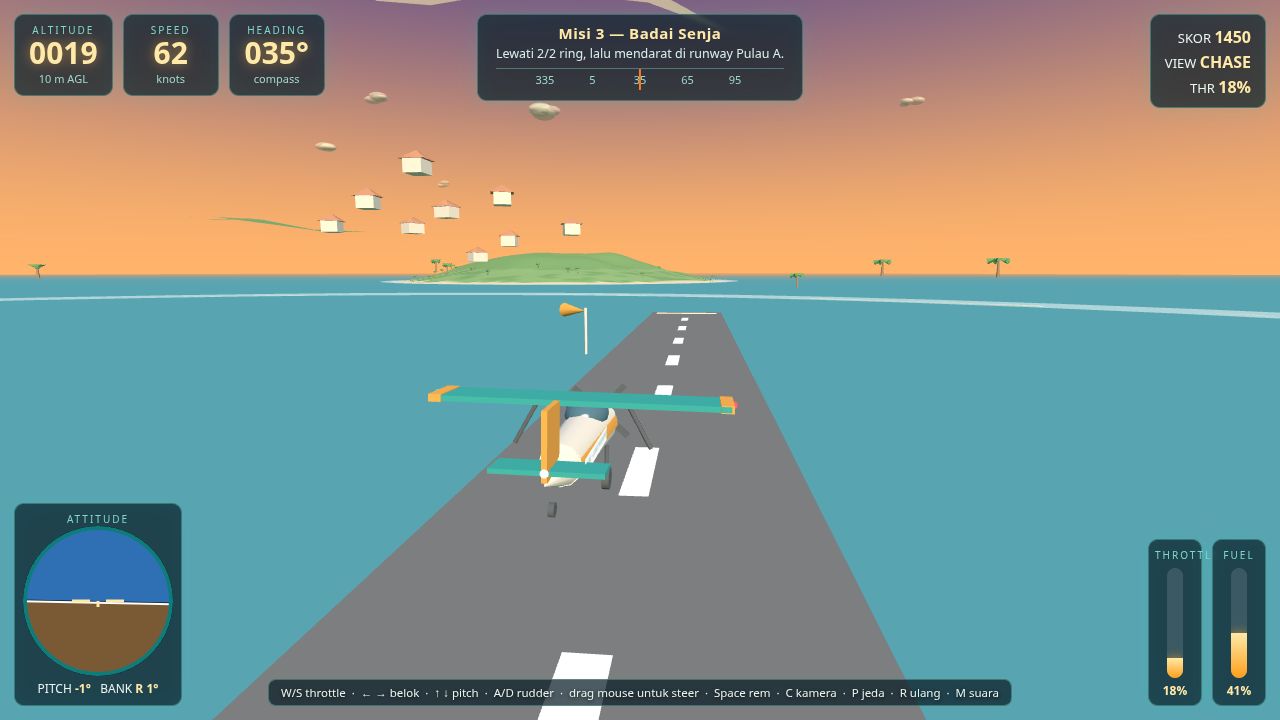 ALTITUDE
0019
10 m AGL
SPEED
62
knots
HEADING
035°
compass
Misi 3 — Badai Senja
Lewati 2/2 ring, lalu mendarat di runway Pulau A.
335 5 35 65 95
SKOR 1450
VIEW CHASE
THR 18%
ATTITUDE
PITCH -1° BANK R 1°
W/S throttle · ← → belok · ↑ ↓ pitch · A/D rudder · drag mouse untuk steer · Space rem · C kamera · P jeda · R ulang · M suara
THROTTL
18%
FUEL
41%